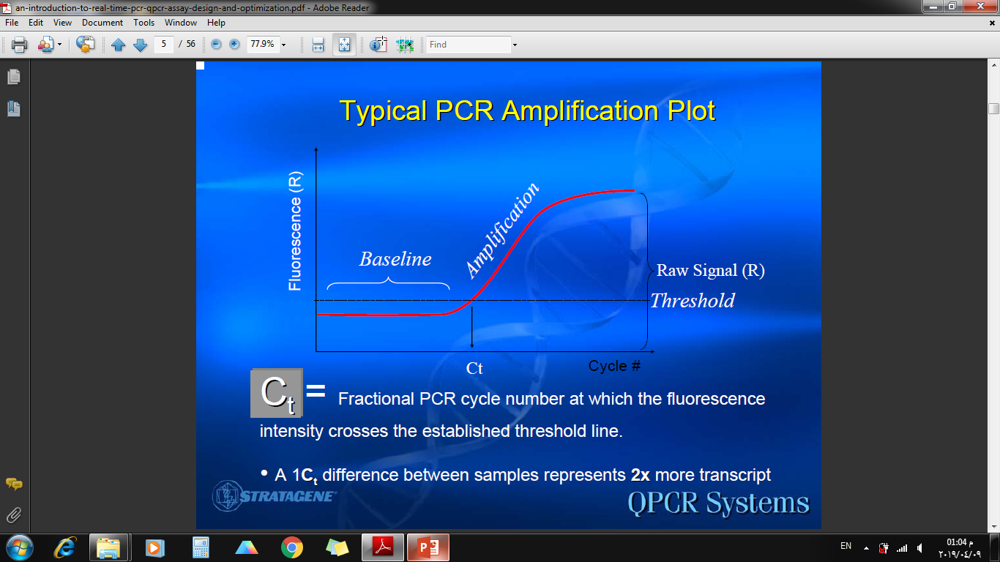 an-introduction-to-real-time-pcr-qpcr-assay-design-and-optimization.pdf - Adobe Reader
File Edit View Document Tools Window Help
5 / 56 77.9% Find
Typical PCR Amplification Plot
Fluorescence (R)
Baseline
Amplification
Raw Signal (R)
Threshold
Ct
Cycle #
Ct = Fractional PCR cycle number at which the fluorescence
intensity crosses the established threshold line.
• A 1Ct difference between samples represents 2x more transcript
STRATAGENE®
QPCR Systems
EN
01:04 م
٢٠١٩/٠٤/٠٩